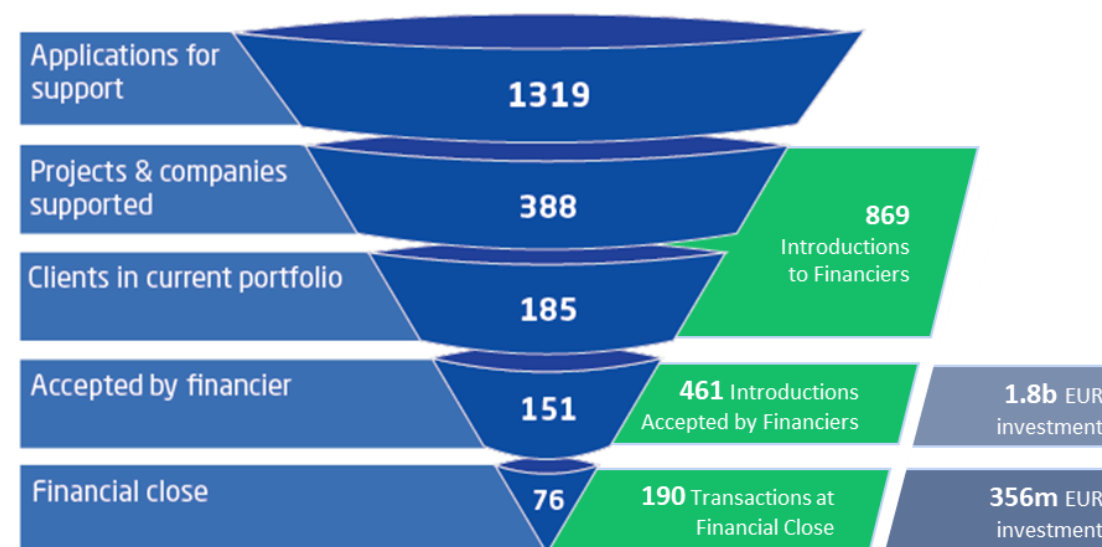 Applications for
support
1319
Projects & companies
supported
388
869
Introductions
to Financiers
Clients in current portfolio
185
Accepted by financier
151
461 Introductions
Accepted by Financiers
1.8b EUR
investment
Financial close
76
190 Transactions at
Financial Close
356m EUR
investment